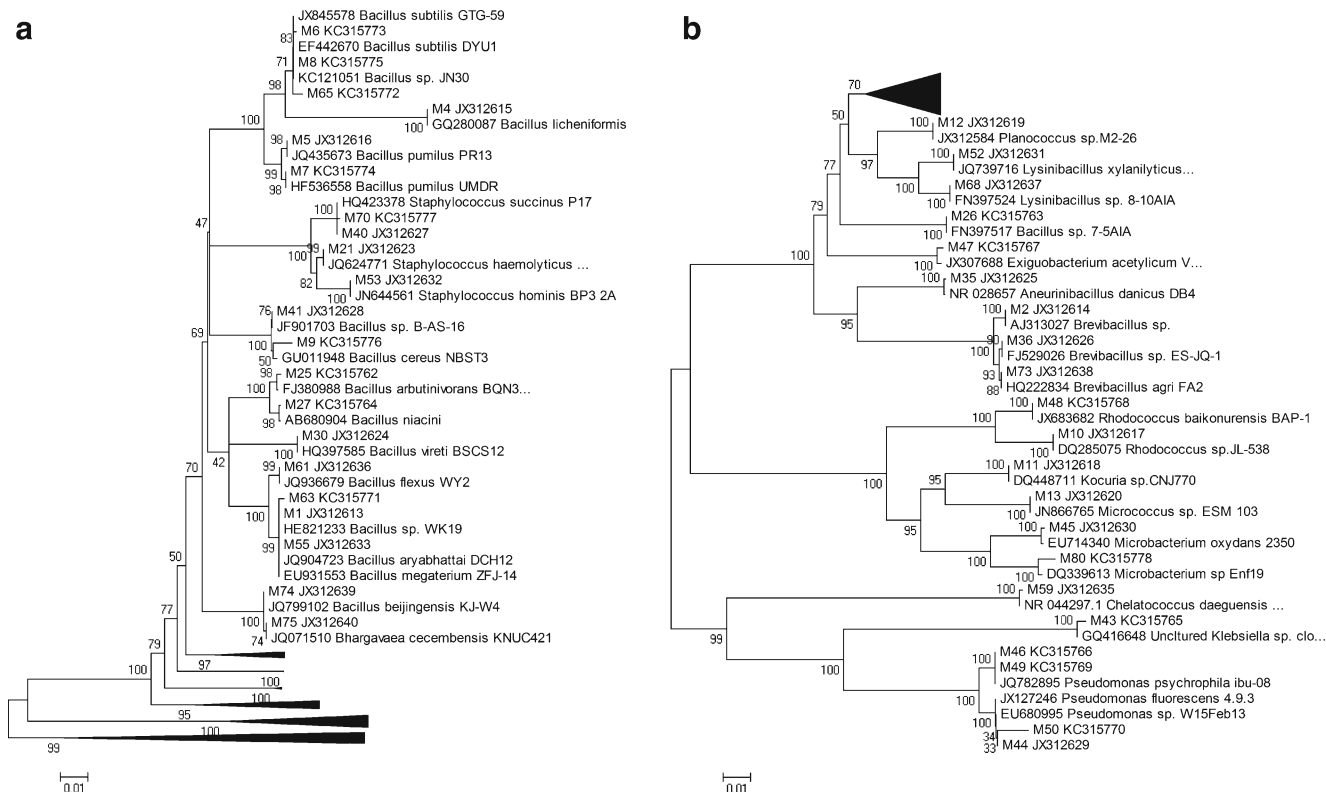 a
JX845578 Bacillus subtilis GTG-59
M6 KC315773
83
EF442670 Bacillus subtilis DYU1
71
M8 KC315775
KC121051 Bacillus sp. JN30
98
M65 KC315772
M4 JX312615
100
100
GQ280087 Bacillus licheniformis
98
M5 JX312616
JQ435673 Bacillus pumilus PR13
99
M7 KC315774
98
HF536558 Bacillus pumilus UMDR
HQ423378 Staphylococcus succinus P17
100
47
M70 KC315777
M40 JX312627
99
M21 JX312623
100
JQ624771 Staphylococcus haemolyticus ...
82
M53 JX312632
100
JN644561 Staphylococcus hominis BP3 2A
76
M41 JX312628
69
JF901703 Bacillus sp. B-AS-16
100
M9 KC315776
50
GU011948 Bacillus cereus NBST3
98
M25 KC315762
100
FJ380988 Bacillus arbutinivorans BQN3...
M27 KC315764
98
AB680904 Bacillus niacini
M30 JX312624
100
HQ397585 Bacillus vireti BSCS12
42
99
M61 JX312636
70
JQ936679 Bacillus flexus WY2
M63 KC315771
100
M1 JX312613
HE821233 Bacillus sp. WK19
99
M55 JX312633
50
JQ904723 Bacillus aryabhattai DCH12
EU931553 Bacillus megaterium ZFJ-14
M74 JX312639
JQ799102 Bacillus beijingensis KJ-W4
77
100
M75 JX312640
74
JQ071510 Bhargavaea cecembensis KNUC421
79
97
100
100
100
95
100
99
0.01
b
70
50
100
M12 JX312619
JX312584 Planococcus sp.M2-26
97
100
M52 JX312631
77
JQ739716 Lysinibacillus xylanilyticus...
100
M68 JX312637
100
FN397524 Lysinibacillus sp. 8-10AIA
79
M26 KC315763
100
FN397517 Bacillus sp. 7-5AIA
M47 KC315767
100
100
JX307688 Exiguobacterium acetylicum V...
M35 JX312625
100
NR 028657 Aneurinibacillus danicus DB4
95
100
M2 JX312614
AJ313027 Brevibacillus sp.
90
M36 JX312626
100
FJ529026 Brevibacillus sp. ES-JQ-1
93
M73 JX312638
88
HQ222834 Brevibacillus agri FA2
100
M48 KC315768
100
JX683682 Rhodococcus baikonurensis BAP-1
M10 JX312617
100
DQ285075 Rhodococcus sp.JL-538
100
100
M11 JX312618
95
DQ448711 Kocuria sp.CNJ770
M13 JX312620
100
JN866765 Micrococcus sp. ESM 103
95
100
M45 JX312630
EU714340 Microbacterium oxydans 2350
100
M80 KC315778
100
DQ339613 Microbacterium sp Enf19
100
M59 JX312635
NR 044297.1 Chelatococcus daeguensis ...
99
100
M43 KC315765
GQ416648 Uncltured Klebsiella sp. clo...
100
100
M46 KC315766
M49 KC315769
JQ782895 Pseudomonas psychrophila ibu-08
100
JX127246 Pseudomonas fluorescens 4.9.3
EU680995 Pseudomonas sp. W15Feb13
100
M50 KC315770
34
33
M44 JX312629
0.01